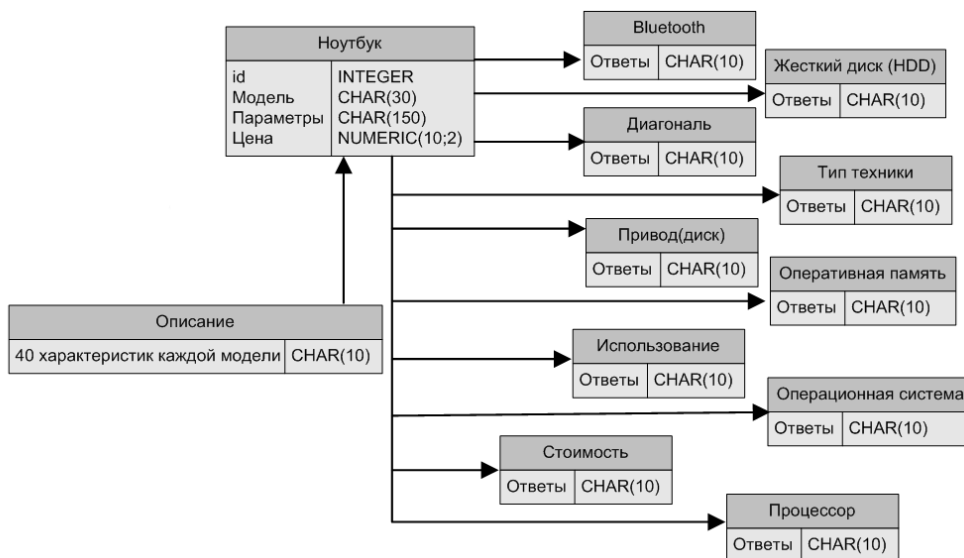 Ноутбук
id INTEGER
Модель CHAR(30)
Параметры CHAR(150)
Цена NUMERIC(10;2)
Bluetooth
Ответы CHAR(10)
Жесткий диск (HDD)
Ответы CHAR(10)
Диагональ
Ответы CHAR(10)
Тип техники
Ответы CHAR(10)
Привод(диск)
Ответы CHAR(10)
Оперативная память
Ответы CHAR(10)
Описание
40 характеристик каждой модели CHAR(10)
Использование
Ответы CHAR(10)
Операционная система
Ответы CHAR(10)
Стоимость
Ответы CHAR(10)
Процессор
Ответы CHAR(10)